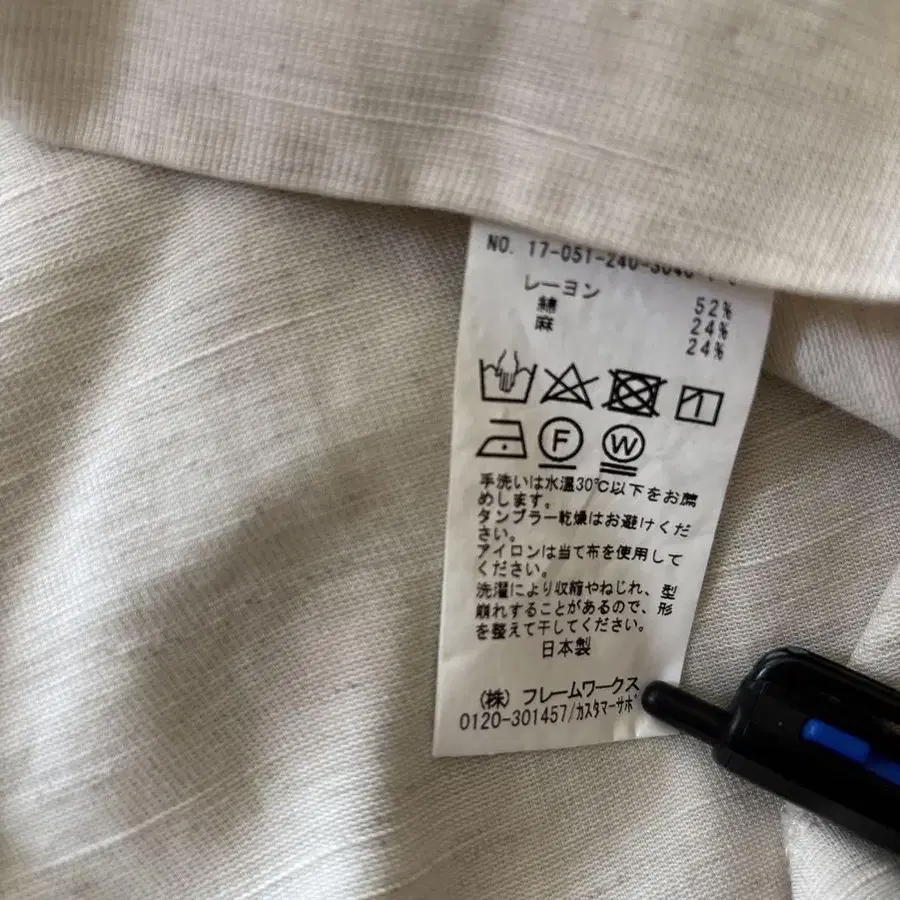 NO. 17-051-240-3040
レーヨン 52%
綿 24%
麻 24%
F W
手洗いは水温30℃以下をお薦
めします。
タンブラー乾燥はお避けくだ
さい。
アイロンは当て布を使用して
ください。
洗濯により収縮やねじれ、型
崩れすることがあるので、形
を整えて干してください。
日本製
(株) フレームワークス
0120-301457/カスタマーサポ